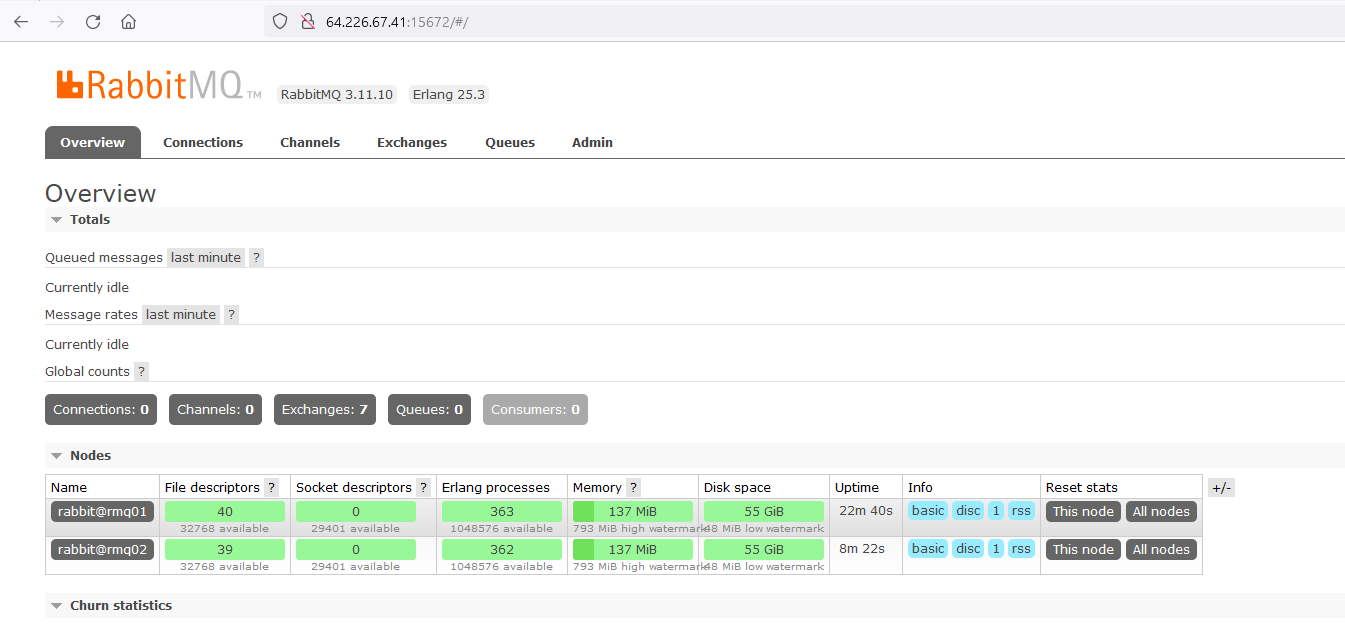 64.226.67.41:15672/#/
RabbitMQ TM RabbitMQ 3.11.10 Erlang 25.3
Overview Connections Channels Exchanges Queues Admin
Overview
Totals
Queued messages last minute ?
Currently idle
Message rates last minute ?
Currently idle
Global counts ?
Connections: 0 Channels: 0 Exchanges: 7 Queues: 0 Consumers: 0
Nodes
Name File descriptors ? Socket descriptors ? Erlang processes Memory ? Disk space Uptime Info Reset stats +/-
rabbit@rmq01 40 0 363 137 MiB 55 GiB 22m 40s basic disc 1 rss This node All nodes
32768 available 29401 available 1048576 available 793 MiB high watermark 48 MiB low watermark
rabbit@rmq02 39 0 362 137 MiB 55 GiB 8m 22s basic disc 1 rss This node All nodes
32768 available 29401 available 1048576 available 793 MiB high watermark 48 MiB low watermark
Churn statistics